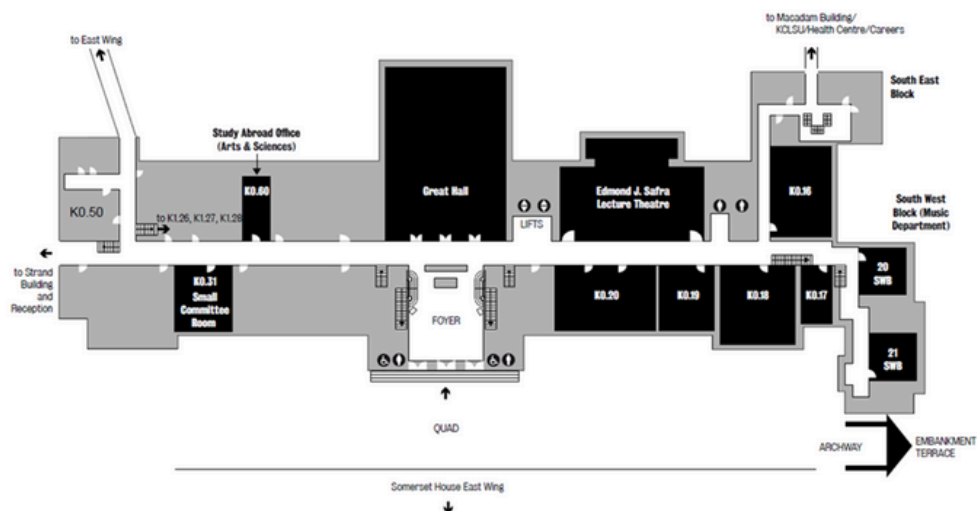 to Macadam Building/
KCLSU/Health Centre/Careers
to East Wing
South East
Block
Study Abroad Office
(Arts & Sciences)
K0.60
Great Hall
Edmond J. Safra
Lecture Theatre
K0.16
K0.50
to K1.26, K1.27, K1.28
LIFTS
South West
Block (Music
Department)
to Strand
Building
and
Reception
K0.31
Small
Committee
Room
FOYER
K0.20
K0.19
K0.18
K0.17
20
SWB
21
SWB
QUAD
ARCHWAY
EMBANKMENT
TERRACE
Somerset House East Wing